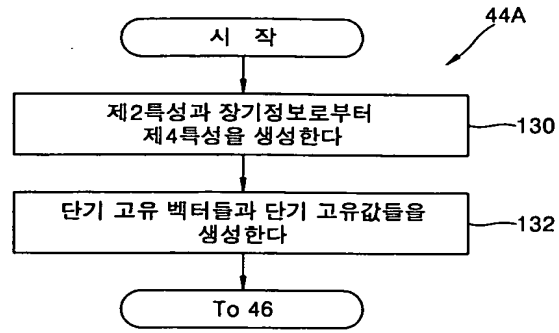 44A
시 작
제2특성과 장기정보로부터
제4특성을 생성한다
130
단기 고유 벡터들과 단기 고유값들을
생성한다
132
To 46